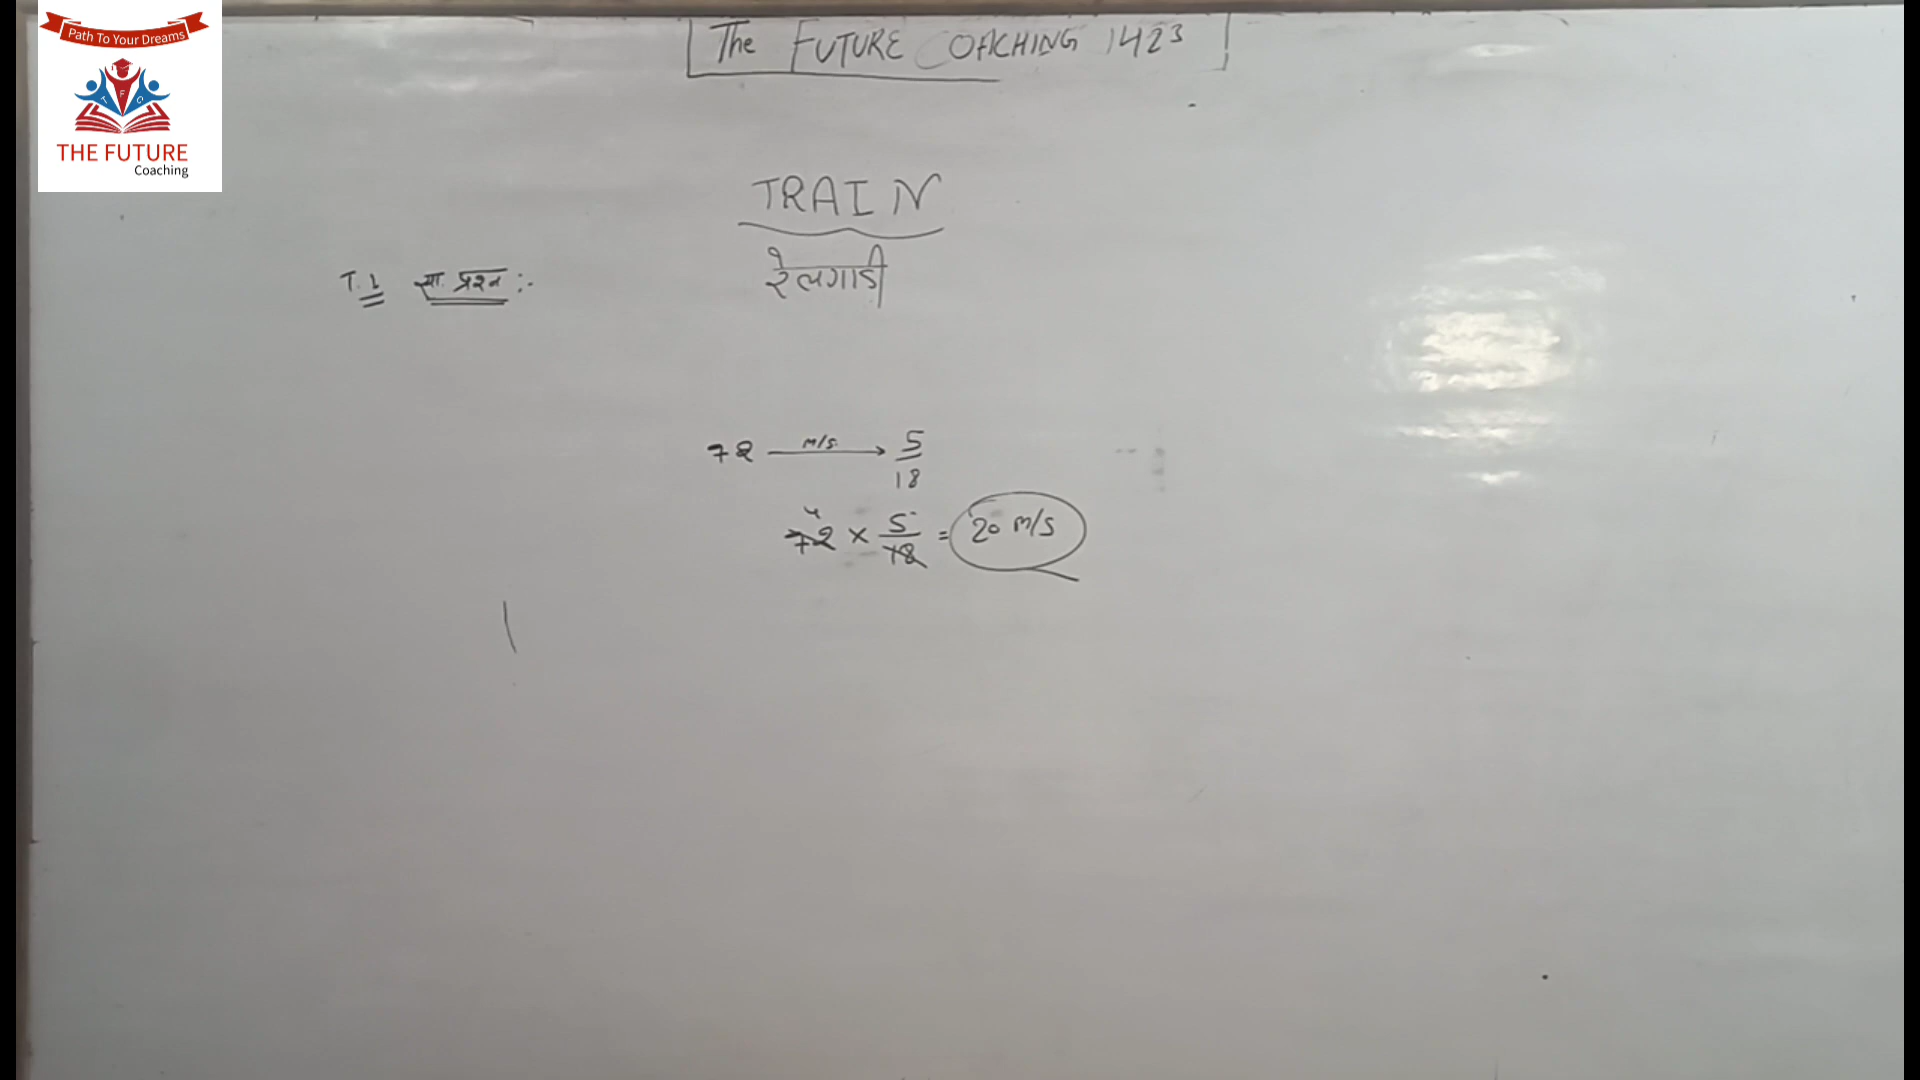 Path To Your Dreams
T F C
THE FUTURE
Coaching
The FUTURE COACHING 1423
TRAIN
रेलगाडी
T.1 सा. प्रश्न :-
72 m/s → 5/18
4
72 × 5/18 = 20 m/s